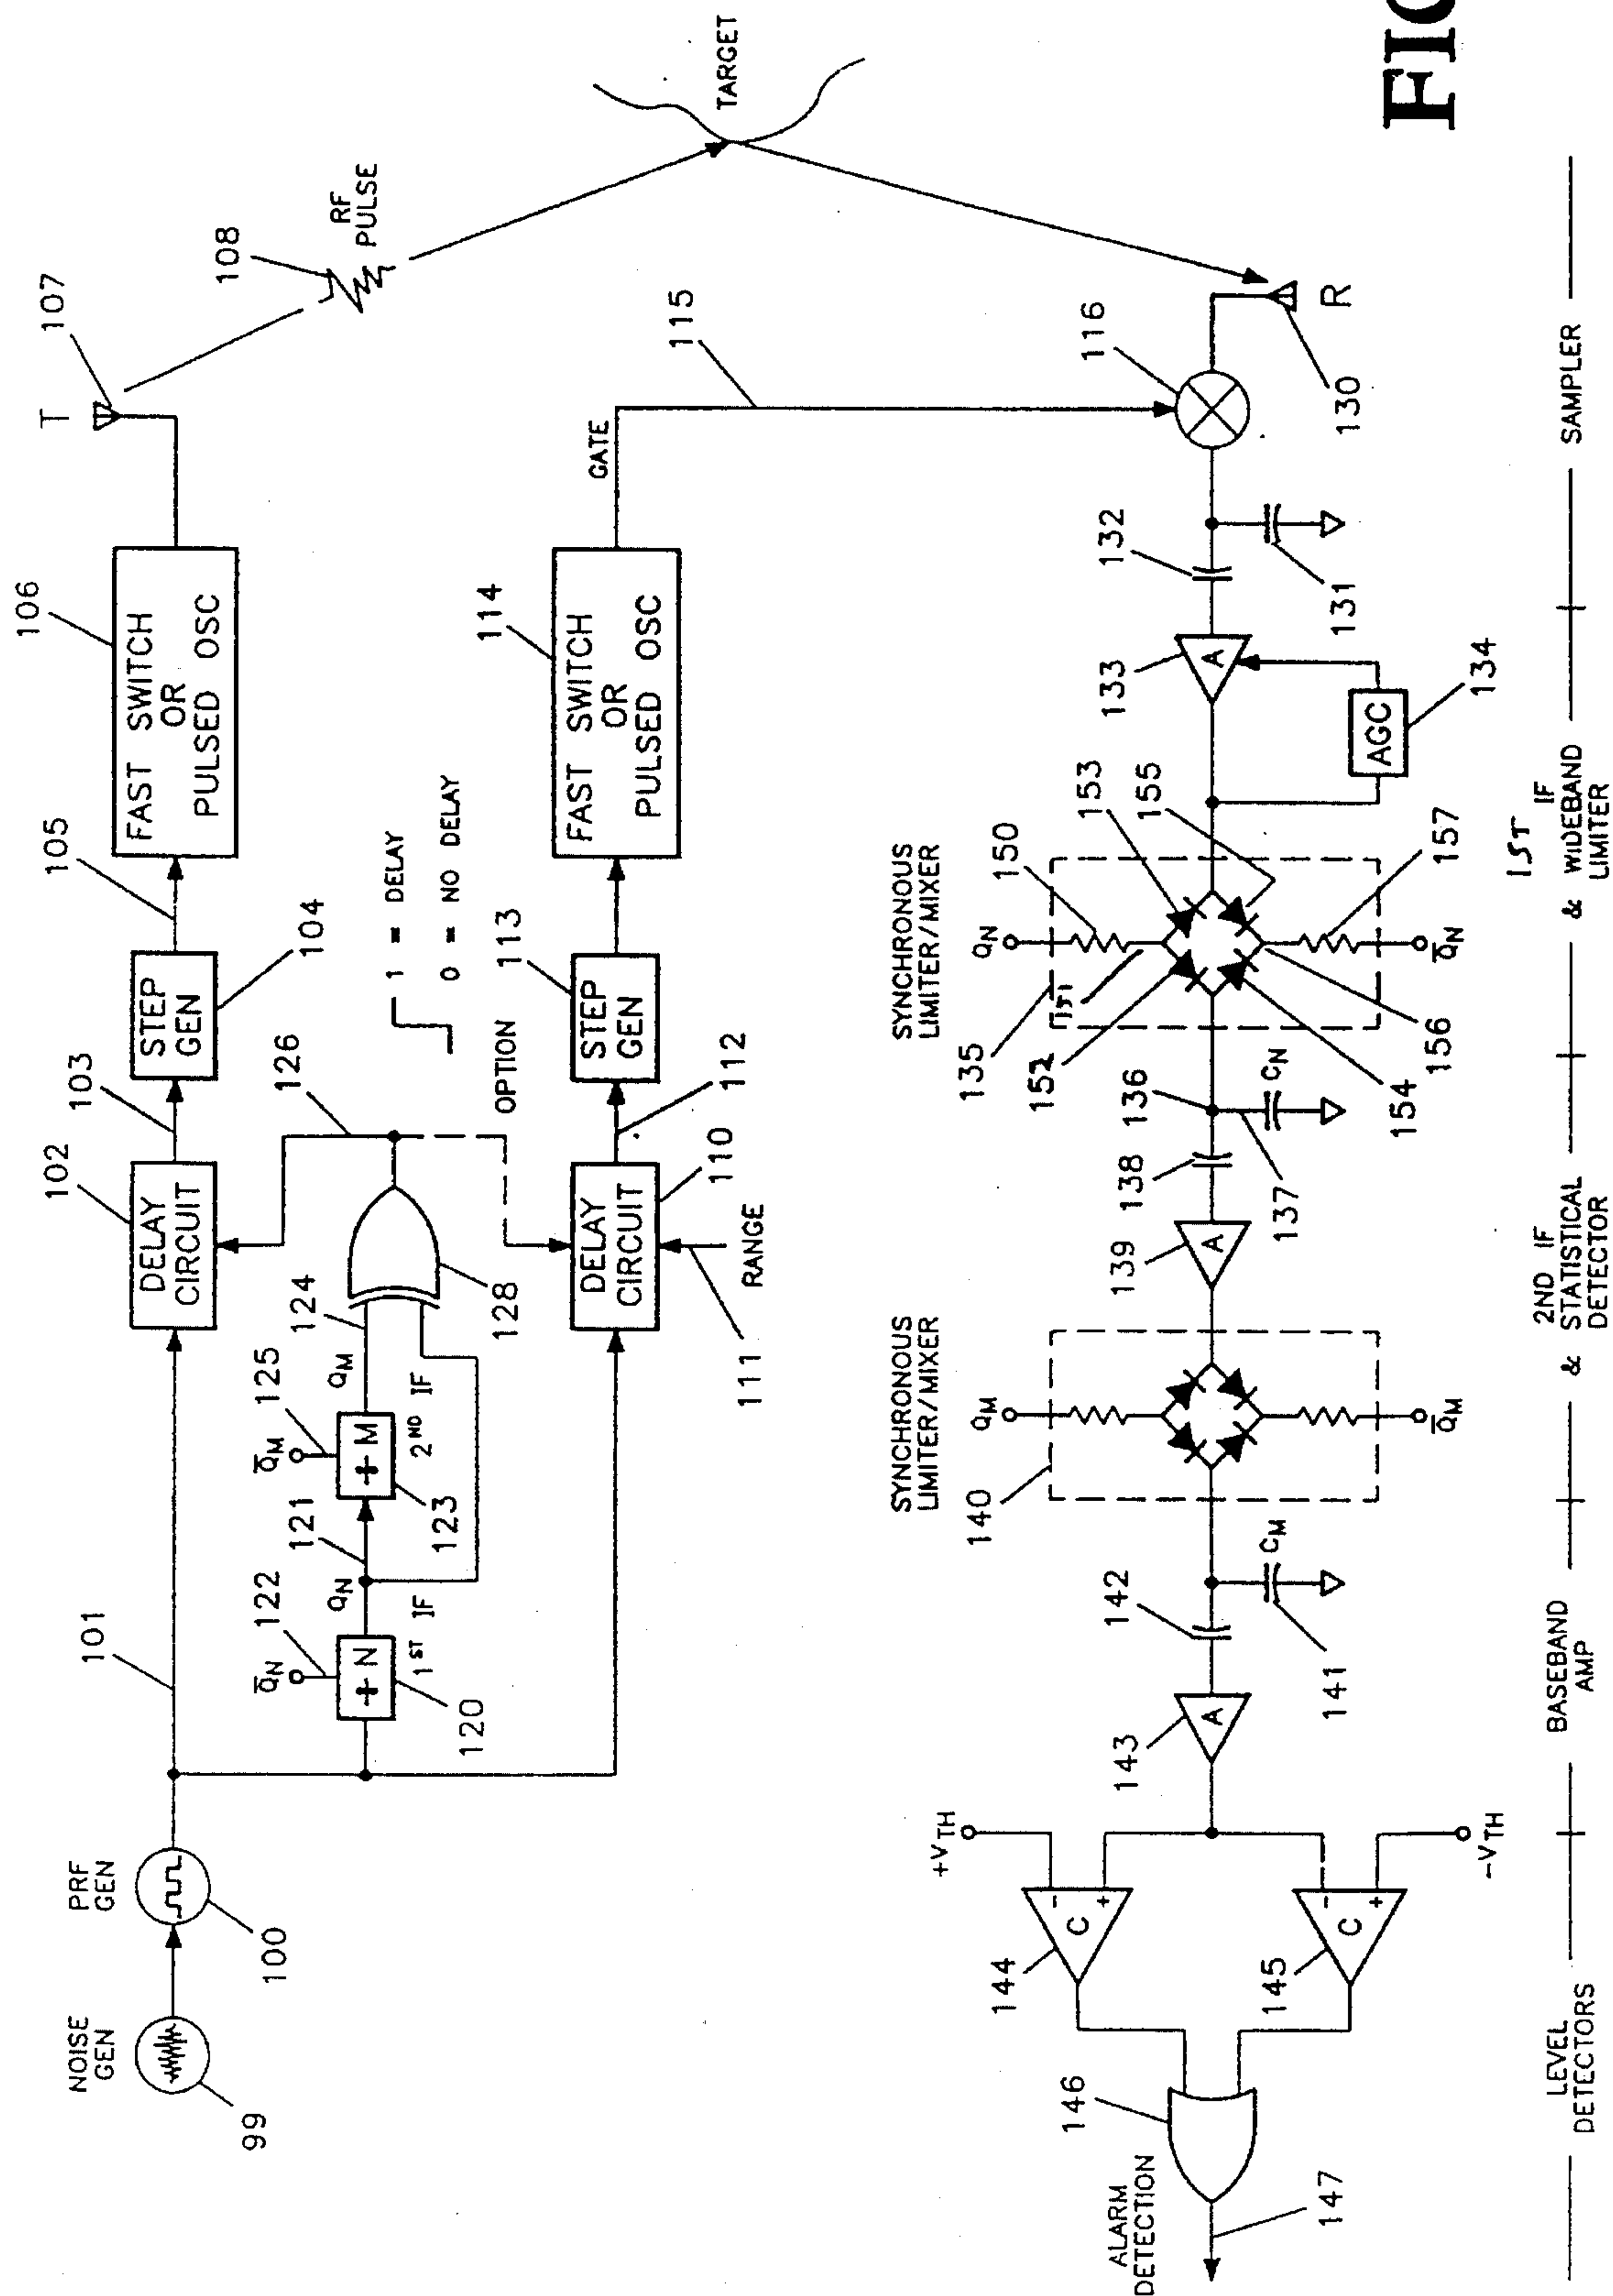 NOISE
GEN
99
PRF
GEN
100
101
Q̅N
122
÷N
120
QN
1ST IF
121
Q̅M
125
÷M
123
QM
2ND IF
124
128
126
102
DELAY
CIRCUIT
103
STEP
GEN
104
105
106
FAST SWITCH
OR
PULSED OSC
T
107
108
RF
PULSE
TARGET
1 = DELAY
0 = NO DELAY
OPTION
DELAY
CIRCUIT
110
111
RANGE
112
113
STEP
GEN
114
FAST SWITCH
OR
PULSED OSC
GATE
115
116
R
130
131
132
133
A
AGC
134
SYNCHRONOUS
LIMITER/MIXER
135
QN
150
151
152
153
154
155
156
157
Q̅N
136
137
CN
138
139
A
SYNCHRONOUS
LIMITER/MIXER
140
QM
Q̅M
CM
141
142
143
A
+VTH
-
+
C
144
-VTH
-
+
C
145
146
147
ALARM
DETECTION
LEVEL
DETECTORS
BASEBAND
AMP
2ND IF
& STATISTICAL
DETECTOR
1ST
IF
& WIDEBAND
LIMITER
SAMPLER